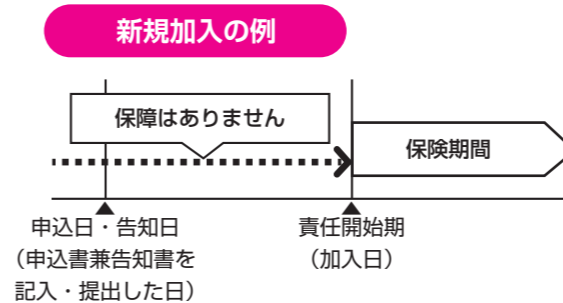 新規加入の例
保障はありません
保険期間
申込日・告知日
（申込書兼告知書を
記入・提出した日）
責任開始期
（加入日）